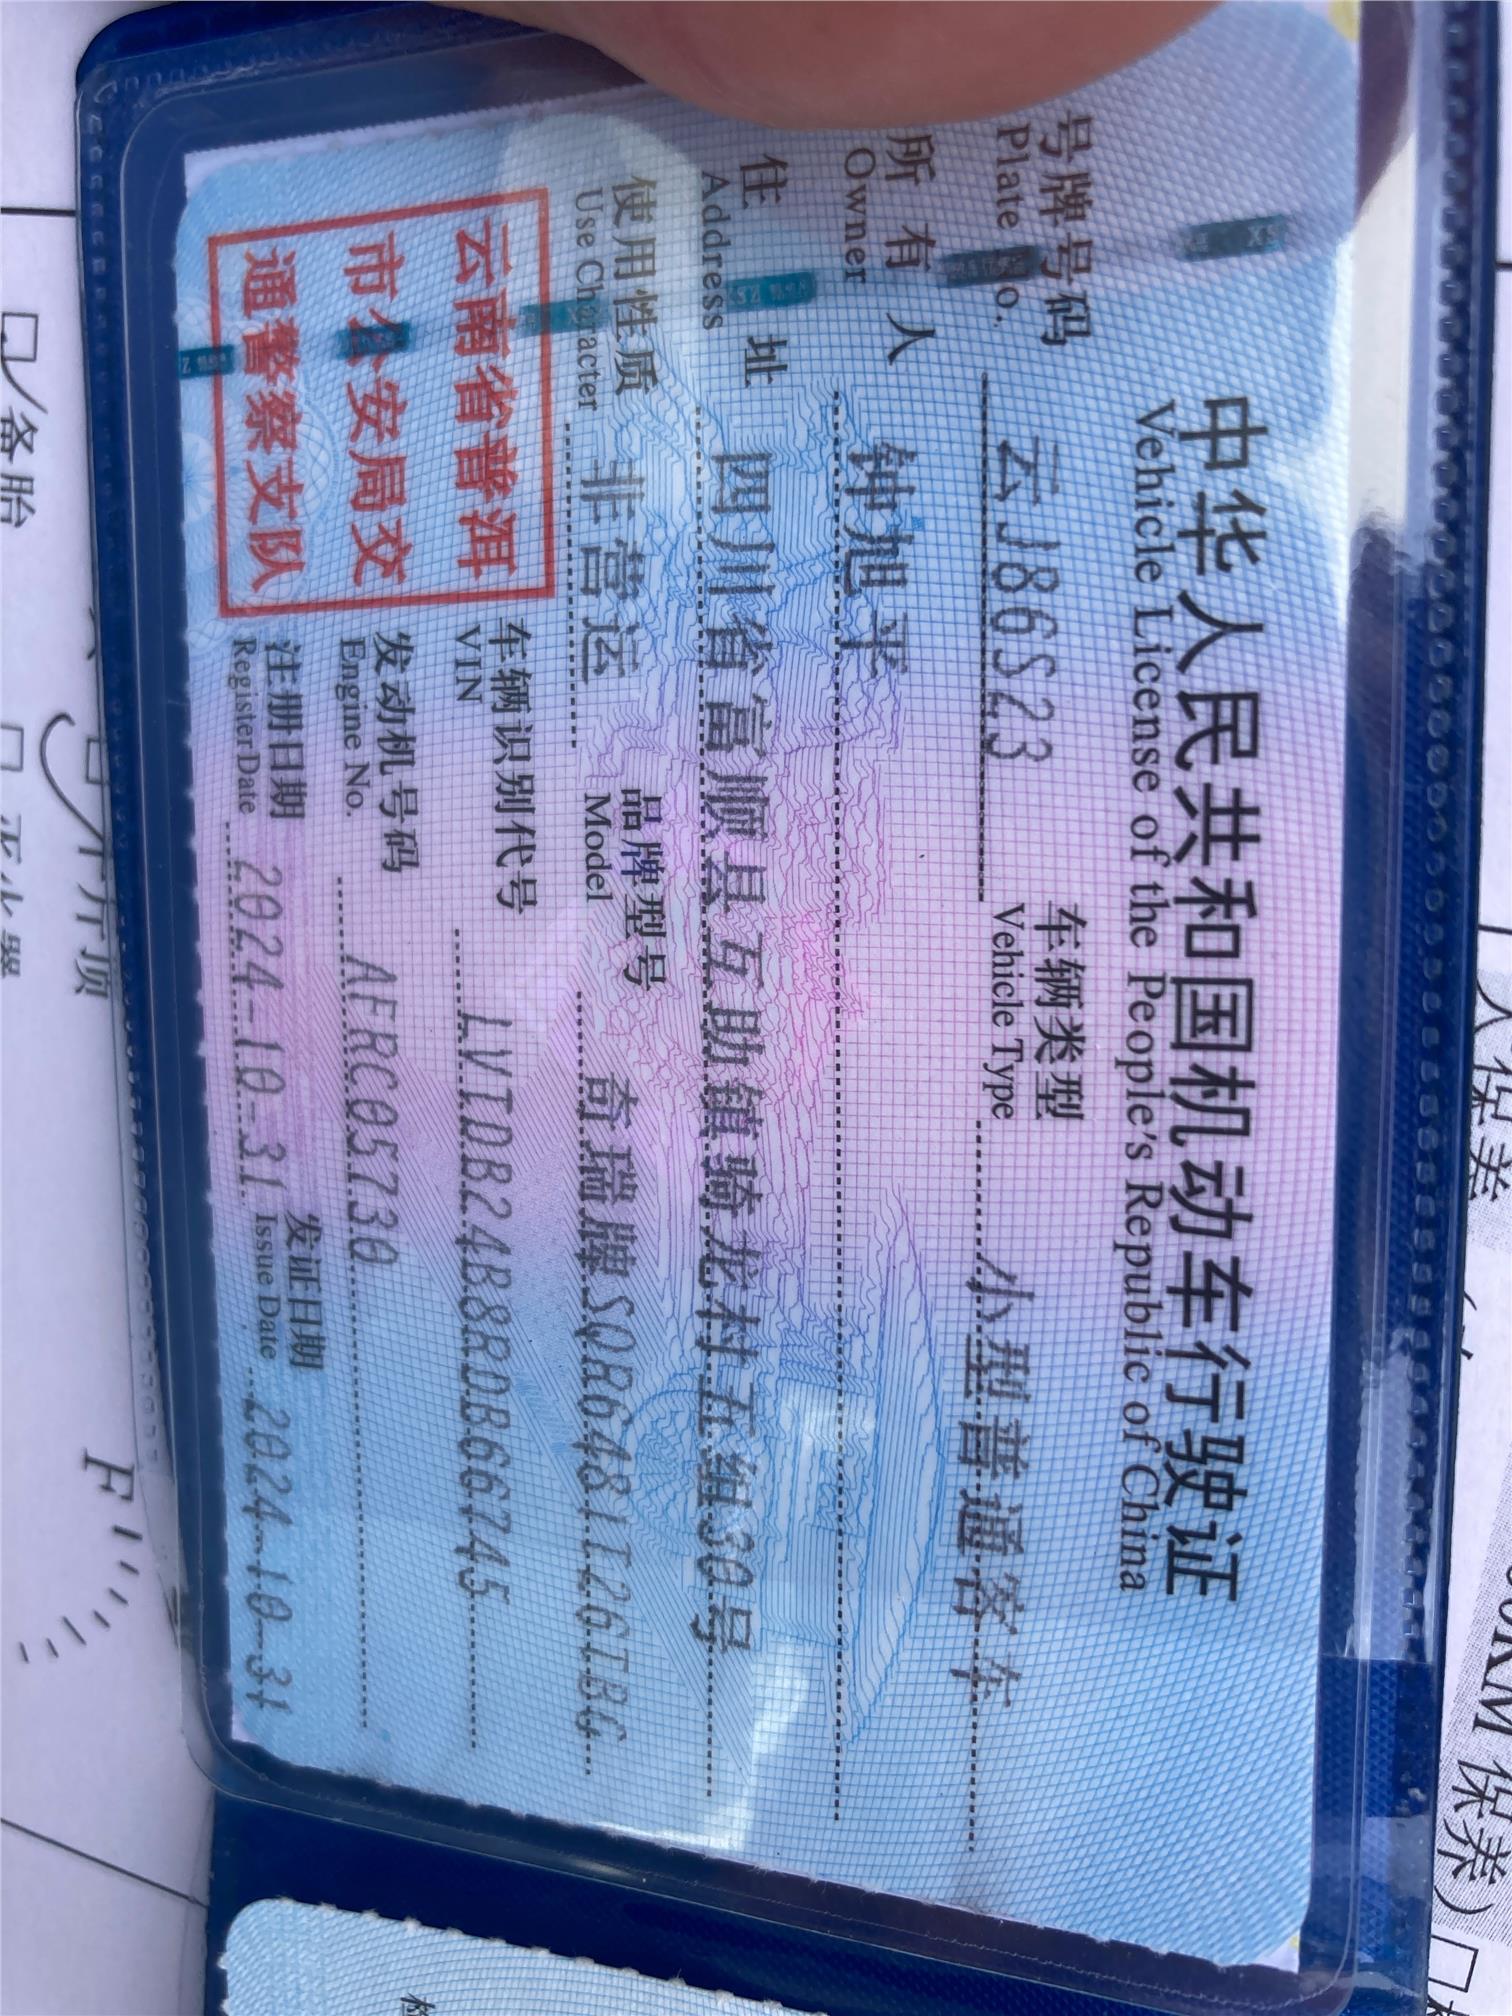 中华人民共和国机动车行驶证
Vehicle License of the People's Republic of China
号牌号码 云J86S23 车辆类型 小型普通客车
Plate No. Vehicle Type
所有人 钟旭平
Owner
住址 四川省富顺县互助镇骑龙村五组30号
Address
使用性质 非营运 品牌型号 奇瑞牌SQR6481T26TBG
Use Character Model
云南省普洱
市公安局交
通警察支队
车辆识别代号 LVTDB24B8RDB66745
VIN
发动机号码 AFRC05730
Engine No.
注册日期 2024-10-31 发证日期 2024-10-31
Register Date Issue Date
备胎
F